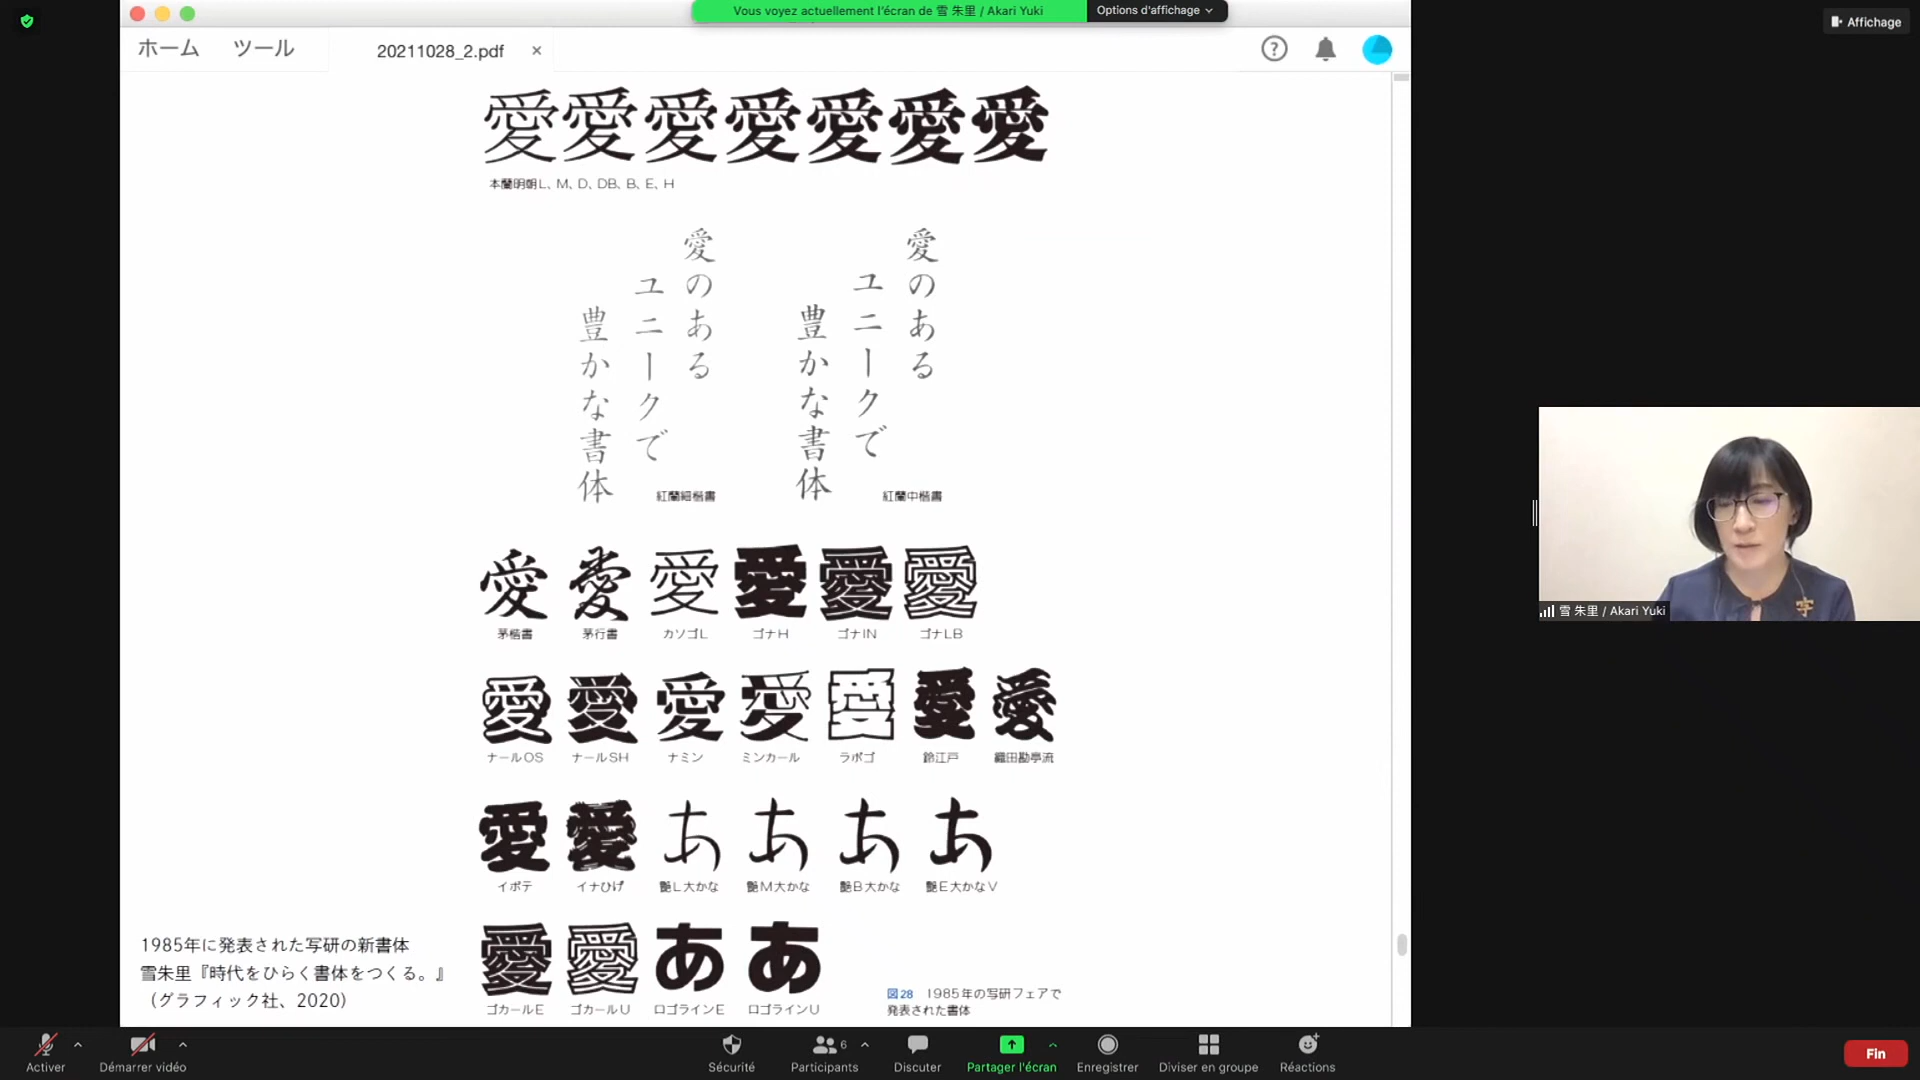 Vous voyez actuellement l'écran de 雪 朱里 / Akari Yuki
Options d'affichage
Affichage
ホーム
ツール
20211028_2.pdf
愛愛愛愛愛愛愛
本蘭明朝L、M、D、DB、B、E、H
愛のある
ユニークで
豊かな書体
紅蘭細楷書
愛のある
ユニークで
豊かな書体
紅蘭中楷書
愛 愛 愛 愛 愛 愛
茅楷書 茅行書 カソゴL ゴナH ゴナIN ゴナLB
愛 愛 愛 愛 愛 愛 愛
ナールOS ナールSH ナミン ミンカール ラボゴ 鈴江戸 織田勘亭流
愛 愛 あ あ あ あ
イボテ イナひげ 艶L大かな 艶M大かな 艶B大かな 艶E大かなV
愛 愛 あ あ
ゴカールE ゴカールU ロゴラインE ロゴラインU
図28 1985年の写研フェアで
発表された書体
1985年に発表された写研の新書体
雪朱里『時代をひらく書体をつくる。』
(グラフィック社、2020)
雪 朱里 / Akari Yuki
Activer
Démarrer vidéo
Sécurité
Participants
6
Discuter
Partager l'écran
Enregistrer
Diviser en groupe
Réactions
Fin